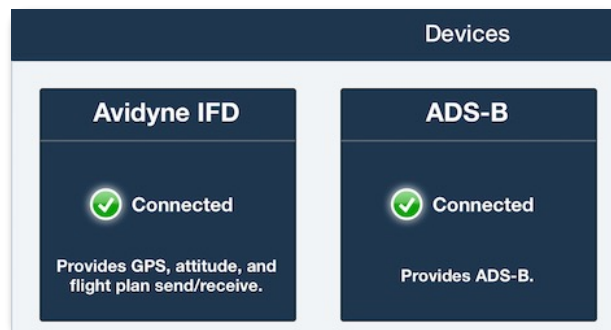 Devices
Avidyne IFD
Connected
Provides GPS, attitude, and
flight plan send/receive.
ADS-B
Connected
Provides ADS-B.